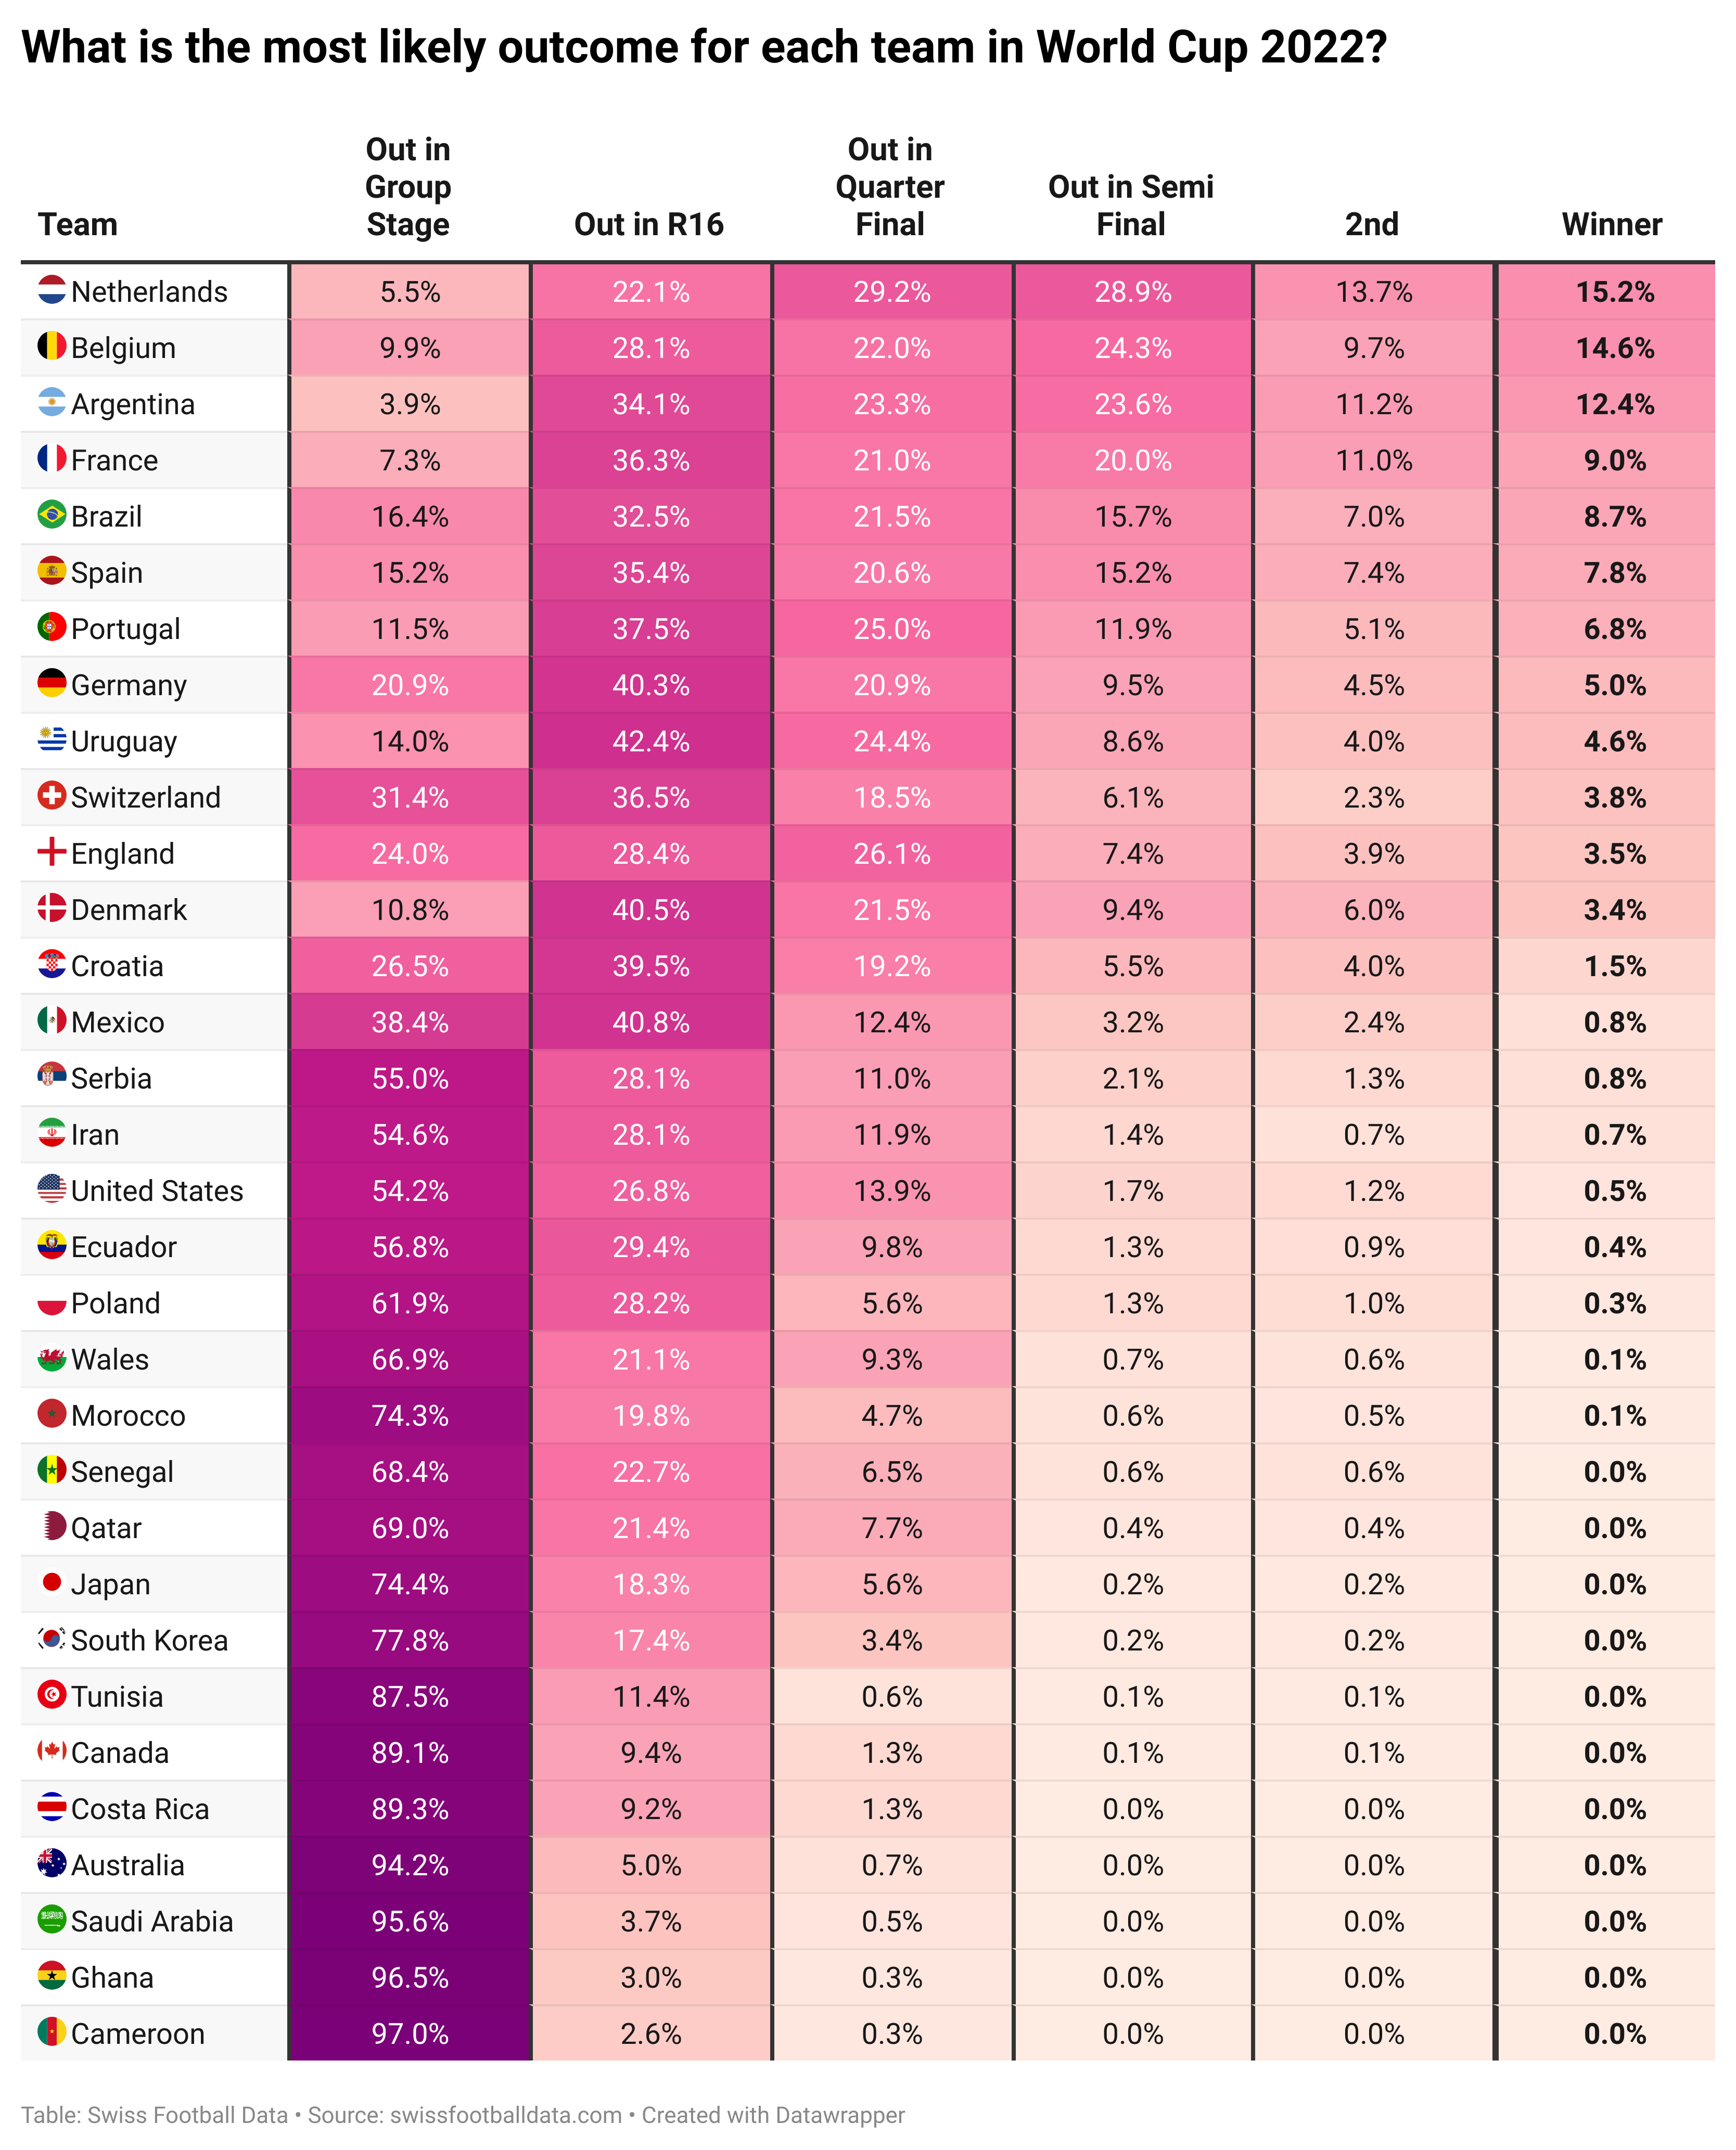 What is the most likely outcome for each team in World Cup 2022?
Team Out in Group Stage Out in R16 Out in Quarter Final Out in Semi Final 2nd Winner
Netherlands 5.5% 22.1% 29.2% 28.9% 13.7% 15.2%
Belgium 9.9% 28.1% 22.0% 24.3% 9.7% 14.6%
Argentina 3.9% 34.1% 23.3% 23.6% 11.2% 12.4%
France 7.3% 36.3% 21.0% 20.0% 11.0% 9.0%
Brazil 16.4% 32.5% 21.5% 15.7% 7.0% 8.7%
Spain 15.2% 35.4% 20.6% 15.2% 7.4% 7.8%
Portugal 11.5% 37.5% 25.0% 11.9% 5.1% 6.8%
Germany 20.9% 40.3% 20.9% 9.5% 4.5% 5.0%
Uruguay 14.0% 42.4% 24.4% 8.6% 4.0% 4.6%
Switzerland 31.4% 36.5% 18.5% 6.1% 2.3% 3.8%
England 24.0% 28.4% 26.1% 7.4% 3.9% 3.5%
Denmark 10.8% 40.5% 21.5% 9.4% 6.0% 3.4%
Croatia 26.5% 39.5% 19.2% 5.5% 4.0% 1.5%
Mexico 38.4% 40.8% 12.4% 3.2% 2.4% 0.8%
Serbia 55.0% 28.1% 11.0% 2.1% 1.3% 0.8%
Iran 54.6% 28.1% 11.9% 1.4% 0.7% 0.7%
United States 54.2% 26.8% 13.9% 1.7% 1.2% 0.5%
Ecuador 56.8% 29.4% 9.8% 1.3% 0.9% 0.4%
Poland 61.9% 28.2% 5.6% 1.3% 1.0% 0.3%
Wales 66.9% 21.1% 9.3% 0.7% 0.6% 0.1%
Morocco 74.3% 19.8% 4.7% 0.6% 0.5% 0.1%
Senegal 68.4% 22.7% 6.5% 0.6% 0.6% 0.0%
Qatar 69.0% 21.4% 7.7% 0.4% 0.4% 0.0%
Japan 74.4% 18.3% 5.6% 0.2% 0.2% 0.0%
South Korea 77.8% 17.4% 3.4% 0.2% 0.2% 0.0%
Tunisia 87.5% 11.4% 0.6% 0.1% 0.1% 0.0%
Canada 89.1% 9.4% 1.3% 0.1% 0.1% 0.0%
Costa Rica 89.3% 9.2% 1.3% 0.0% 0.0% 0.0%
Australia 94.2% 5.0% 0.7% 0.0% 0.0% 0.0%
Saudi Arabia 95.6% 3.7% 0.5% 0.0% 0.0% 0.0%
Ghana 96.5% 3.0% 0.3% 0.0% 0.0% 0.0%
Cameroon 97.0% 2.6% 0.3% 0.0% 0.0% 0.0%
Table: Swiss Football Data • Source: swissfootballdata.com • Created with Datawrapper